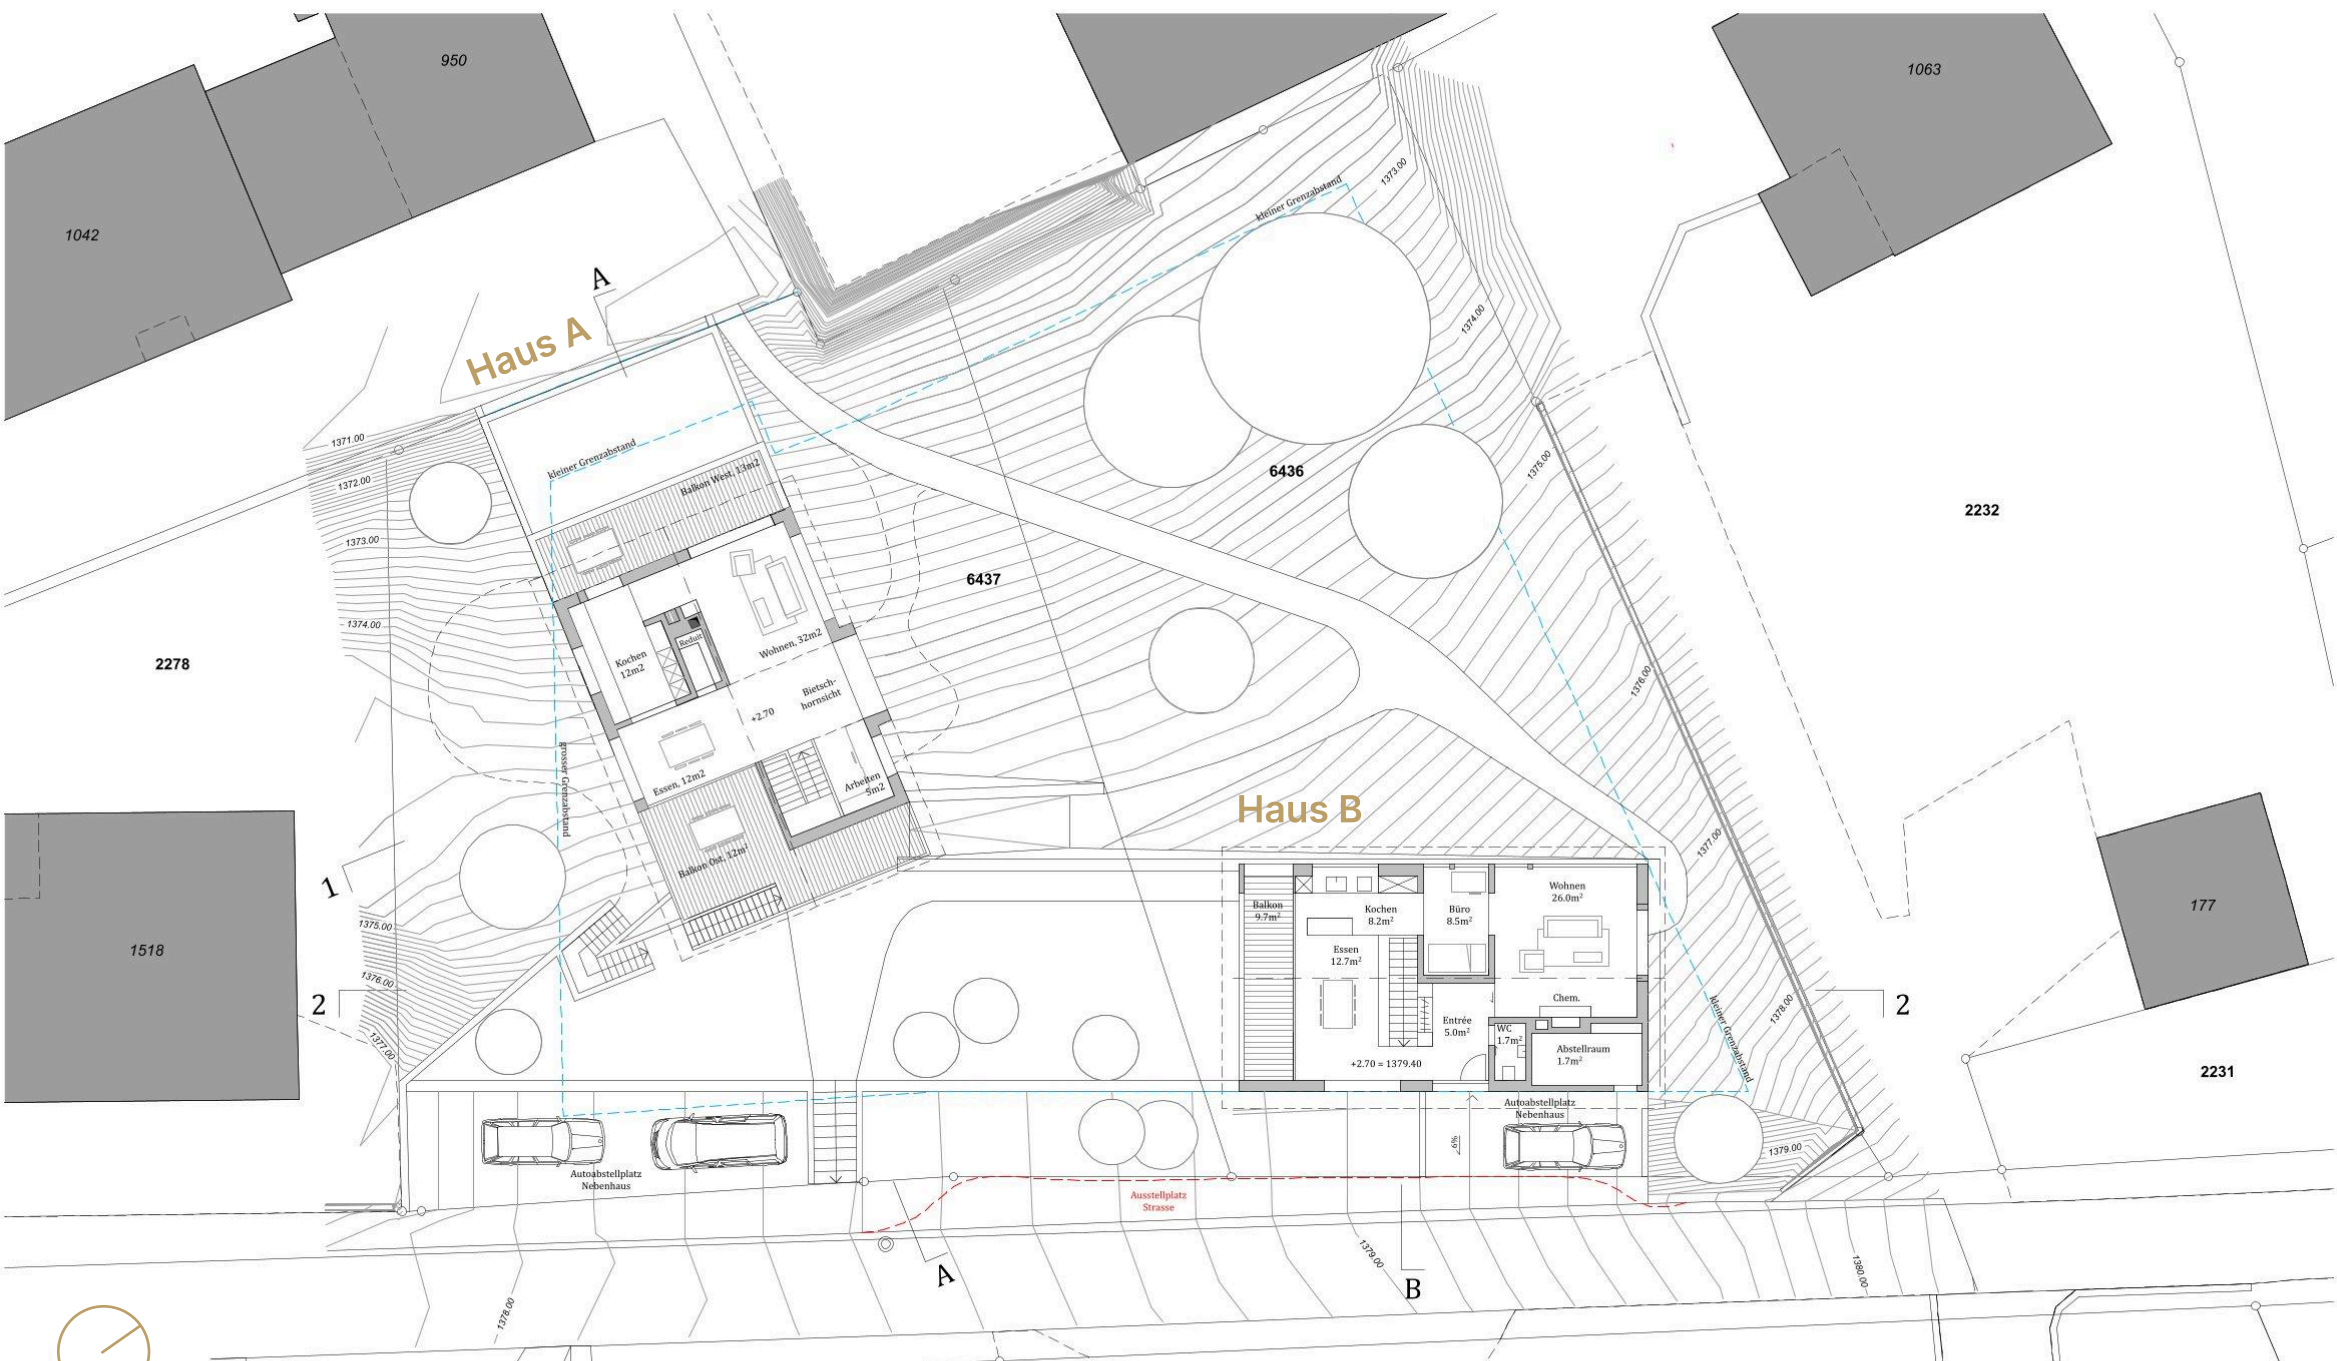 950
1063
1042
A
Haus A
kleiner Grenzabstand
1373.00
1374.00
1371.00
1372.00
kleiner Grenzabstand
Balkon West, 13m2
6436
1375.00
2232
1373.00
6437
1374.00
2278
Kochen
12m2
Reduit
Wohnen, 32m2
Bietsch-
hornsicht
+2.70
1376.00
grosser Grenzabstand
Essen, 12m2
Arbeiten
5m2
Haus B
1377.00
Balkon Ost, 12m²
1
1518
1375.00
1376.00
1377.00
2
Balkon
9.7m²
Kochen
8.2m²
Büro
8.5m²
Wohnen
26.0m²
177
Essen
12.7m²
Chem.
Entrée
5.0m²
WC
1.7m²
Abstellraum
1.7m²
+2.70 = 1379.40
kleiner Grenzabstand
1378.00
2
2231
Autoabstellplatz
Nebenhaus
6%
1379.00
Autoabstellplatz
Nebenhaus
Ausstellplatz
Strasse
A
B
1379.00
1380.00
1378.00